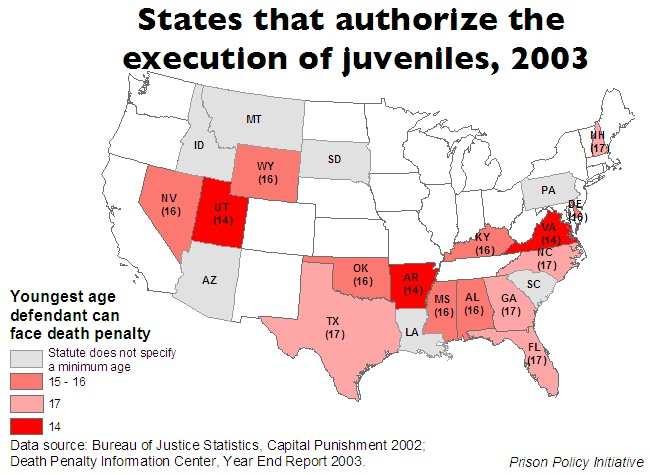 States that authorize the
execution of juveniles, 2003
MT
ID
WY
(16)
SD
NH
(17)
NV
(16)
UT
(14)
PA
DE
(16)
VA
(14)
KY
(16)
NC
(17)
AZ
OK
(16)
AR
(14)
SC
MS
(16)
AL
(16)
GA
(17)
TX
(17)
LA
FL
(17)
Youngest age
defendant can
face death penalty
Statute does not specify
a minimum age
15 - 16
17
14
Data source: Bureau of Justice Statistics, Capital Punishment 2002;
Death Penalty Information Center, Year End Report 2003.
Prison Policy Initiative